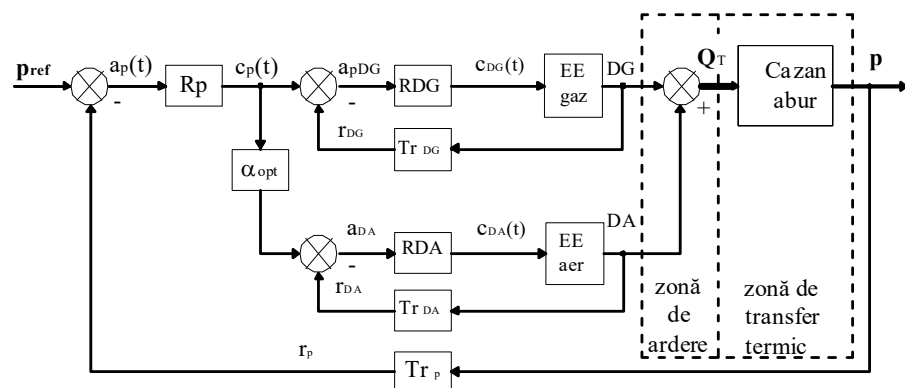 pref
ap(t)
-
Rp
cp(t)
apDG
-
RDG
cDG(t)
EE
gaz
DG
QT
+
Cazan
abur
p
rDG
Tr DG
αopt
aDA
-
RDA
cDA(t)
EE
aer
DA
rDA
Tr DA
zonă
de
ardere
zonă de
transfer
termic
rp
Tr p